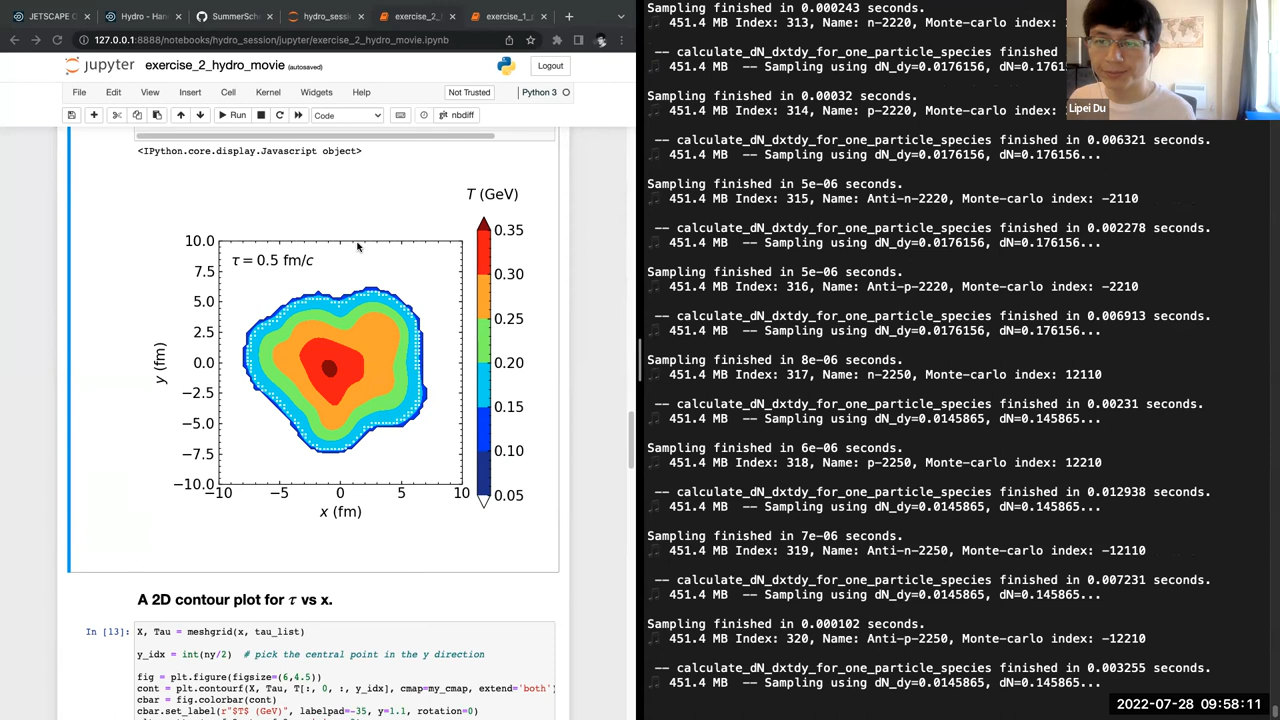 JETSCAPE C
Hydro - Han
SummerSch
hydro_sessi
exercise_2_
exercise_1_
127.0.0.1:8888/notebooks/hydro_session/jupyter/exercise_2_hydro_movie.ipynb
jupyter exercise_2_hydro_movie (autosaved)
Logout
File Edit View Insert Cell Kernel Widgets Help
Not Trusted
Python 3
Run
Code
nbdiff
<IPython.core.display.Javascript object>
T (GeV)
10.0
7.5
5.0
2.5
0.0
−2.5
−5.0
−7.5
−10.0
y (fm)
τ = 0.5 fm/c
−10 −5 0 5 10
x (fm)
0.35
0.30
0.25
0.20
0.15
0.10
0.05
A 2D contour plot for τ vs x.
In [13]:
X, Tau = meshgrid(x, tau_list)
y_idx = int(ny/2)  # pick the central point in the y direction
fig = plt.figure(figsize=(6,4.5))
cont = plt.contourf(X, Tau, T[:, 0, :, y_idx], cmap=my_cmap, extend='both'
cbar = fig.colorbar(cont)
cbar.set_label(r"$T$ (GeV)", labelpad=-35, y=1.1, rotation=0)
Sampling finished in 0.000243 seconds.
451.4 MB Index: 313, Name: n-2220, Monte-carlo index:
-- calculate_dN_dxtdy_for_one_particle_species finished
451.4 MB  -- Sampling using dN_dy=0.0176156, dN=0.1761
Sampling finished in 0.00032 seconds.
451.4 MB Index: 314, Name: p-2220, Monte-carlo index:
-- calculate_dN_dxtdy_for_one_particle_species finished in 0.006321 seconds.
451.4 MB  -- Sampling using dN_dy=0.0176156, dN=0.176156...
Sampling finished in 5e-06 seconds.
451.4 MB Index: 315, Name: Anti-n-2220, Monte-carlo index: -2110
-- calculate_dN_dxtdy_for_one_particle_species finished in 0.002278 seconds.
451.4 MB  -- Sampling using dN_dy=0.0176156, dN=0.176156...
Sampling finished in 5e-06 seconds.
451.4 MB Index: 316, Name: Anti-p-2220, Monte-carlo index: -2210
-- calculate_dN_dxtdy_for_one_particle_species finished in 0.006913 seconds.
451.4 MB  -- Sampling using dN_dy=0.0176156, dN=0.176156...
Sampling finished in 8e-06 seconds.
451.4 MB Index: 317, Name: n-2250, Monte-carlo index: 12110
-- calculate_dN_dxtdy_for_one_particle_species finished in 0.00231 seconds.
451.4 MB  -- Sampling using dN_dy=0.0145865, dN=0.145865...
Sampling finished in 6e-06 seconds.
451.4 MB Index: 318, Name: p-2250, Monte-carlo index: 12210
-- calculate_dN_dxtdy_for_one_particle_species finished in 0.012938 seconds.
451.4 MB  -- Sampling using dN_dy=0.0145865, dN=0.145865...
Sampling finished in 7e-06 seconds.
451.4 MB Index: 319, Name: Anti-n-2250, Monte-carlo index: -12110
-- calculate_dN_dxtdy_for_one_particle_species finished in 0.007231 seconds.
451.4 MB  -- Sampling using dN_dy=0.0145865, dN=0.145865...
Sampling finished in 0.000102 seconds.
451.4 MB Index: 320, Name: Anti-p-2250, Monte-carlo index: -12210
-- calculate_dN_dxtdy_for_one_particle_species finished in 0.003255 seconds.
451.4 MB  -- Sampling using dN_dy=0.0145865, dN=0.145865...
Lipei Du
2022-07-28 09:58:11